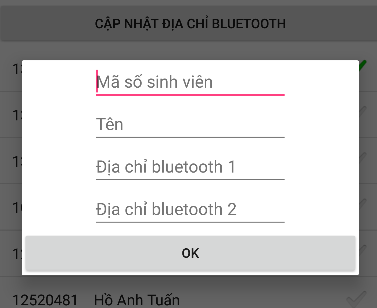 CẬP NHẬT ĐỊA CHỈ BLUETOOTH
Mã số sinh viên
Tên
Địa chỉ bluetooth 1
Địa chỉ bluetooth 2
OK
12520481 Hồ Anh Tuấn